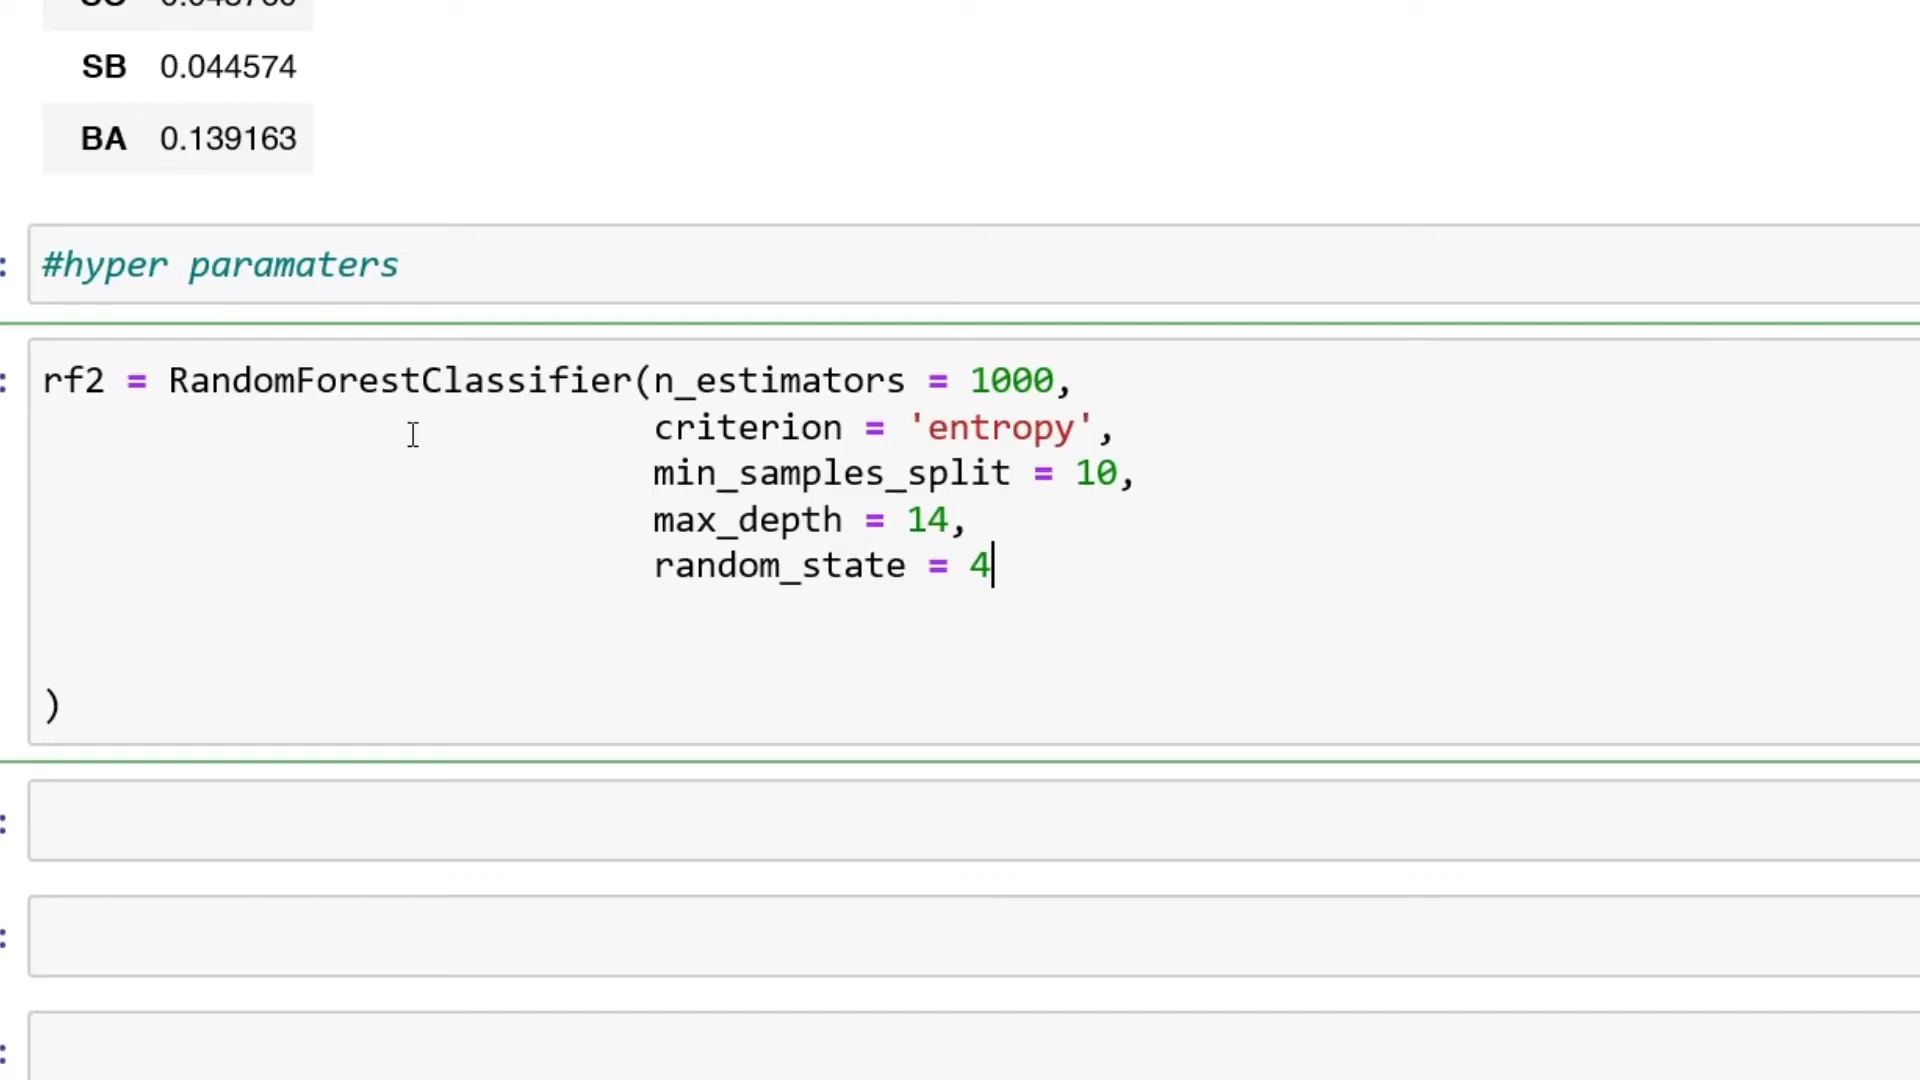 SB 0.044574
BA 0.139163
: #hyper paramaters
: rf2 = RandomForestClassifier(n_estimators = 1000,
criterion = 'entropy',
min_samples_split = 10,
max_depth = 14,
random_state = 4
)
:
:
: